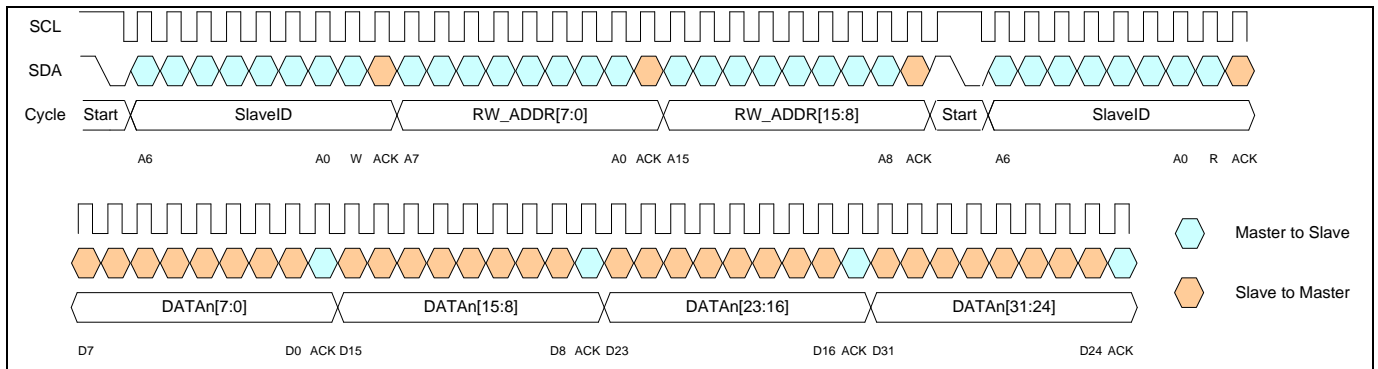 SCL
SDA
Cycle Start SlaveID RW_ADDR[7:0] RW_ADDR[15:8] Start SlaveID
A6 A0 W ACK A7 A0 ACK A15 A8 ACK A6 A0 R ACK
Master to Slave
Slave to Master
DATAn[7:0] DATAn[15:8] DATAn[23:16] DATAn[31:24]
D7 D0 ACK D15 D8 ACK D23 D16 ACK D31 D24 ACK